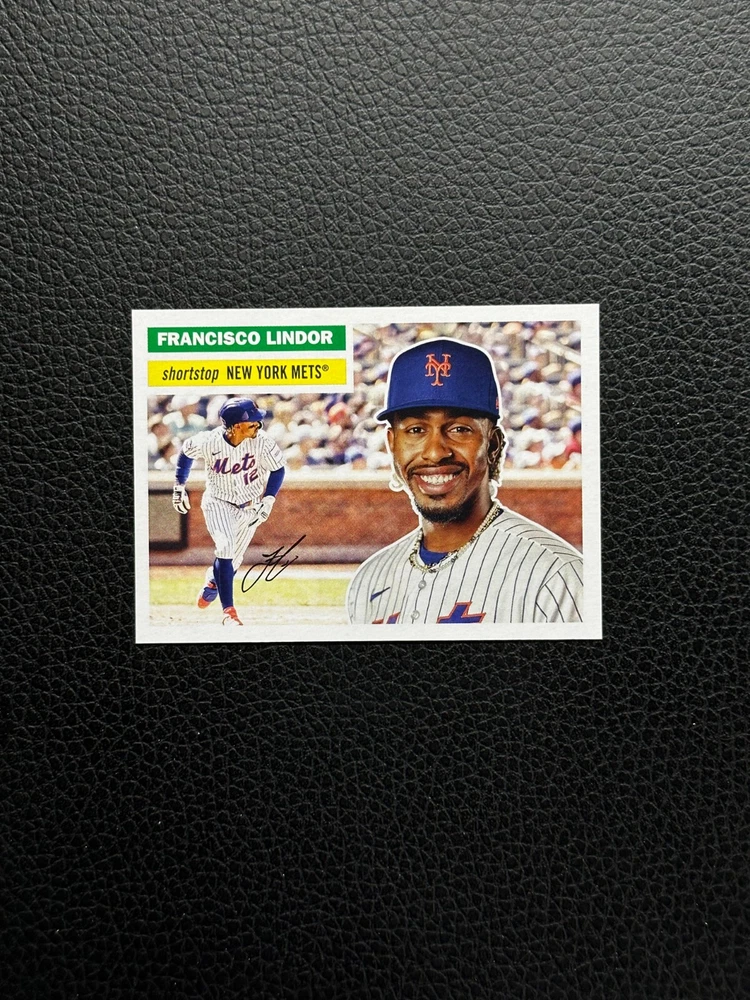 FRANCISCO LINDOR
shortstop NEW YORK METS®
NY
Mets
12